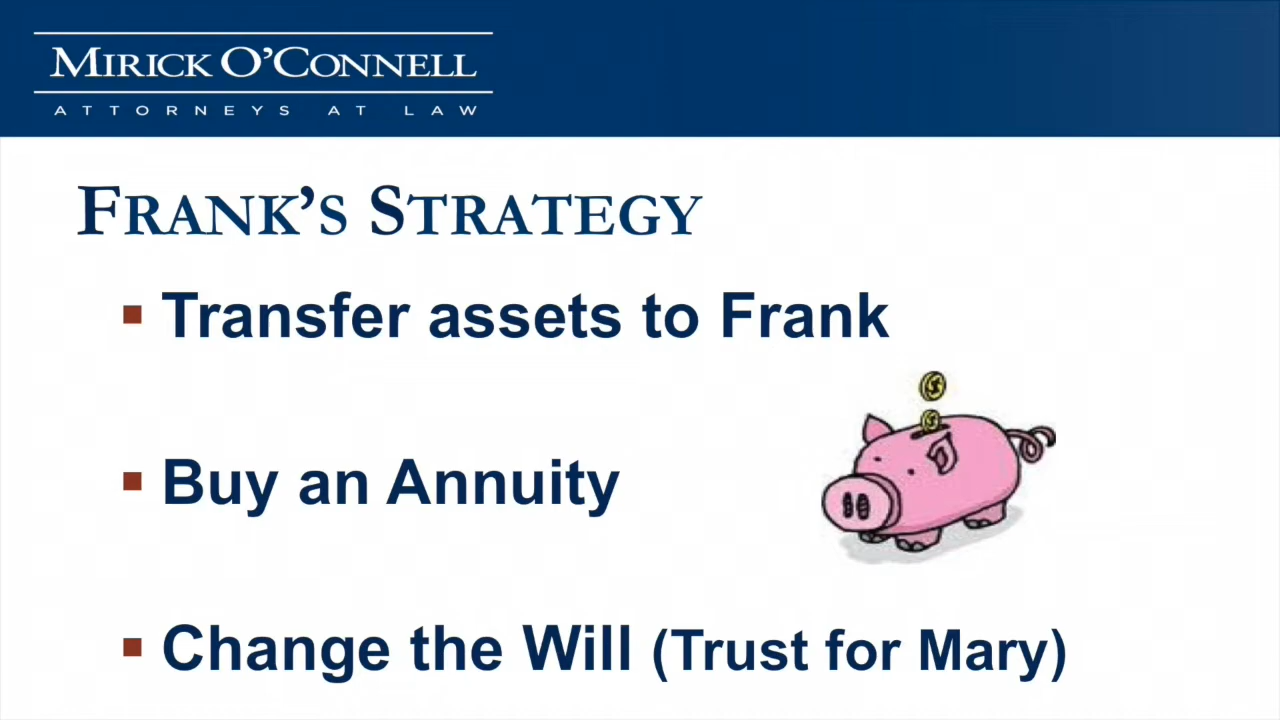 MIRICK O'CONNELL
ATTORNEYS AT LAW
FRANK'S STRATEGY
Transfer assets to Frank
Buy an Annuity
Change the Will (Trust for Mary)